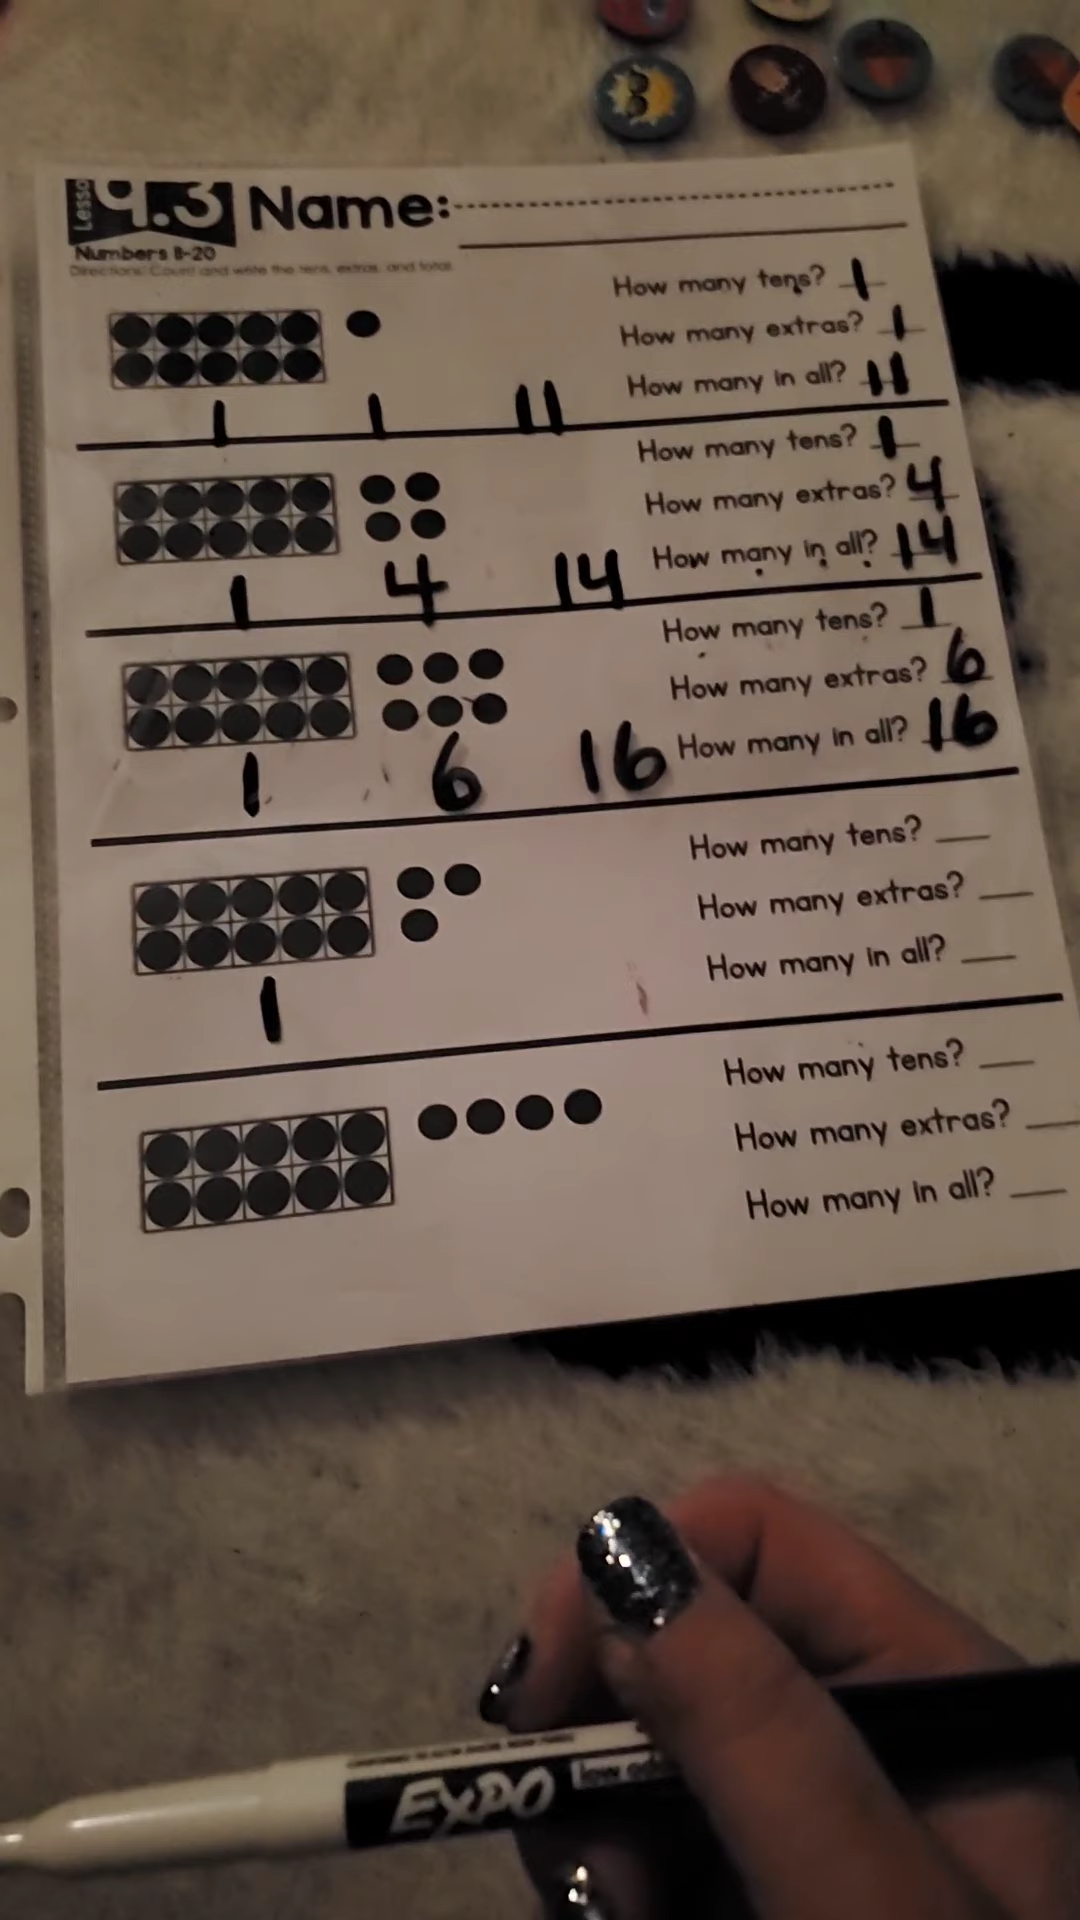 Lesso 9.3 Name:
Numbers 11-20
Directions: Count and write the tens, extras, and total.
How many tens? 1
How many extras? 1
How many in all? 11
1 1 11
How many tens? 1
How many extras? 4
How many in all? 14
1 4 14
How many tens? 1
How many extras? 6
How many in all? 16
1 6 16
How many tens?
How many extras?
How many in all?
1
How many tens?
How many extras?
How many in all?
EXPO low od